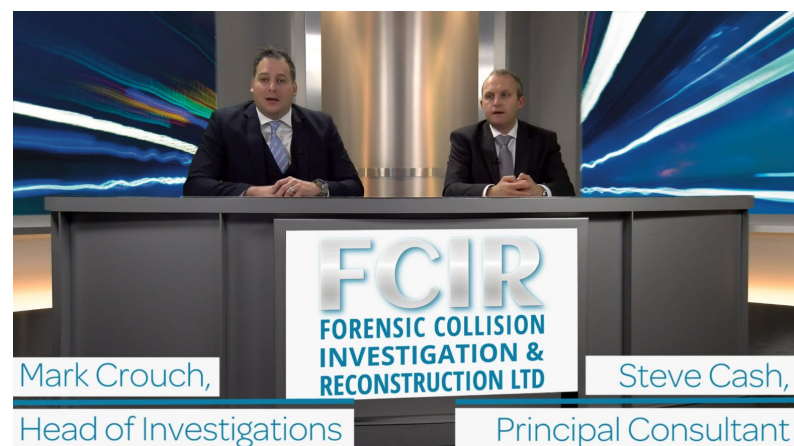 FCIR
FORENSIC COLLISION
INVESTIGATION &
RECONSTRUCTION LTD
Mark Crouch,
Head of Investigations
Steve Cash,
Principal Consultant